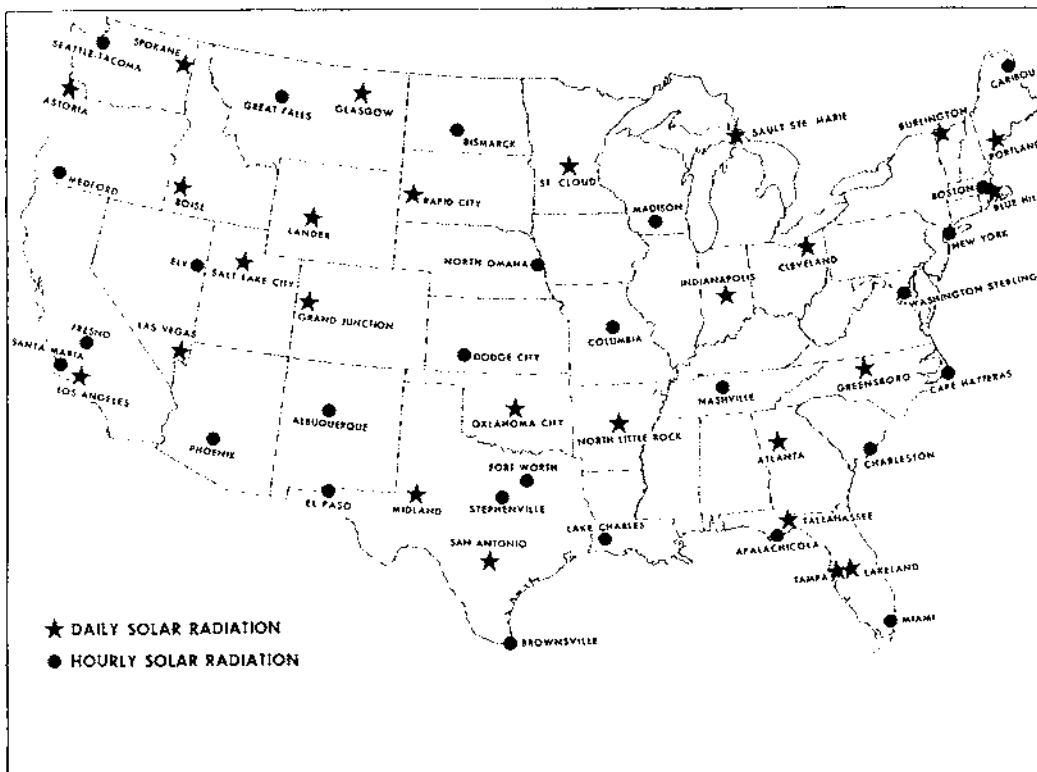 SEATTLE-TACOMA
SPOKANE
ASTORIA
GREAT FALLS
GLASGOW
BISMARCK
ST. CLOUD
SAULT STE. MARIE
BURLINGTON
CARIBOU
PORTLAND
MEDFORD
BOISE
LANDER
RAPID CITY
MADISON
BOSTON
BLUE HILL
NEW YORK
ELY
SALT LAKE CITY
NORTH OMAHA
INDIANAPOLIS
CLEVELAND
WASHINGTON STERLING
GRAND JUNCTION
FRESNO
LAS VEGAS
SANTA MARIA
LOS ANGELES
DODGE CITY
COLUMBIA
NASHVILLE
GREENSBORO
CAPE HATTERAS
PHOENIX
ALBUQUERQUE
OKLAHOMA CITY
NORTH LITTLE ROCK
ATLANTA
CHARLESTON
EL PASO
MIDLAND
FORT WORTH
STEPHENVILLE
LAKE CHARLES
TALLAHASSEE
APALACHICOLA
SAN ANTONIO
TAMPA
LAKELAND
BROWNSVILLE
MIAMI
DAILY SOLAR RADIATION
HOURLY SOLAR RADIATION